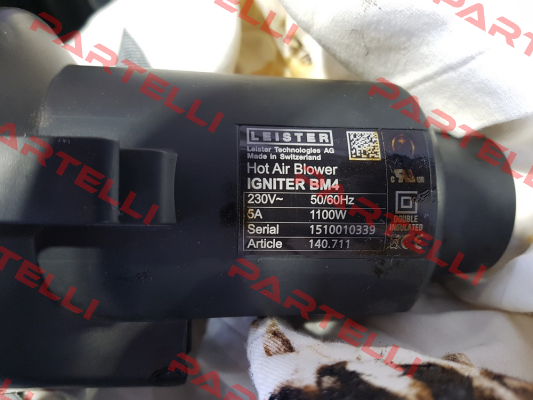 LEISTER
Leister Technologies AG
Made in Switzerland
Hot Air Blower
IGNITER BM4
230V~ 50/60Hz
5A 1100W
Serial 1510010339
Article 140.711
DOUBLE
INSULATED
PARTELLI
PARTELLI
PARTELLI
PARTELLI
PARTELLI
PARTELLI